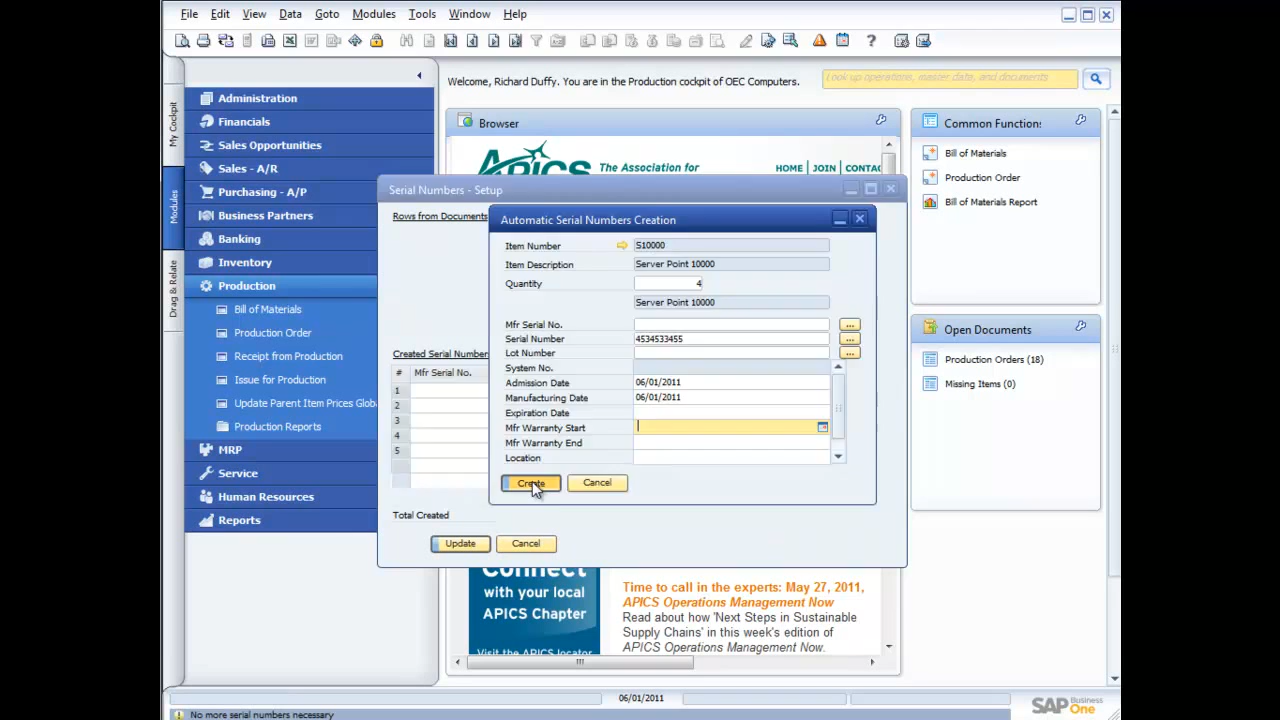 File Edit View Data Goto Modules Tools Window Help
Welcome, Richard Duffy. You are in the Production cockpit of OEC Computers.
Look up operations, master data, and documents
My Cockpit
Modules
Drag & Relate
Administration
Financials
Sales Opportunities
Sales - A/R
Purchasing - A/P
Business Partners
Banking
Inventory
Production
Bill of Materials
Production Order
Receipt from Production
Issue for Production
Update Parent Item Prices Globa
Production Reports
MRP
Service
Human Resources
Reports
Browser
APICS The Association for
HOME | JOIN | CONTAC
Serial Numbers - Setup
Rows from Documents
Created Serial Number
# Mfr Serial No.
1
2
3
4
5
Total Created
Update Cancel
Automatic Serial Numbers Creation
Item Number S10000
Item Description Server Point 10000
Quantity 4
Server Point 10000
Mfr Serial No. ...
Serial Number 4534533455 ...
Lot Number ...
System No.
Admission Date 06/01/2011
Manufacturing Date 06/01/2011
Expiration Date
Mfr Warranty Start
Mfr Warranty End
Location
Create Cancel
Connect
with your local
APICS Chapter
Visit the APICS locator
Time to call in the experts: May 27, 2011,
APICS Operations Management Now
Read about how 'Next Steps in Sustainable
Supply Chains' in this week's edition of
APICS Operations Management Now.
Common Functions
Bill of Materials
Production Order
Bill of Materials Report
Open Documents
Production Orders (18)
Missing Items (0)
06/01/2011
No more serial numbers necessary
SAP Business One